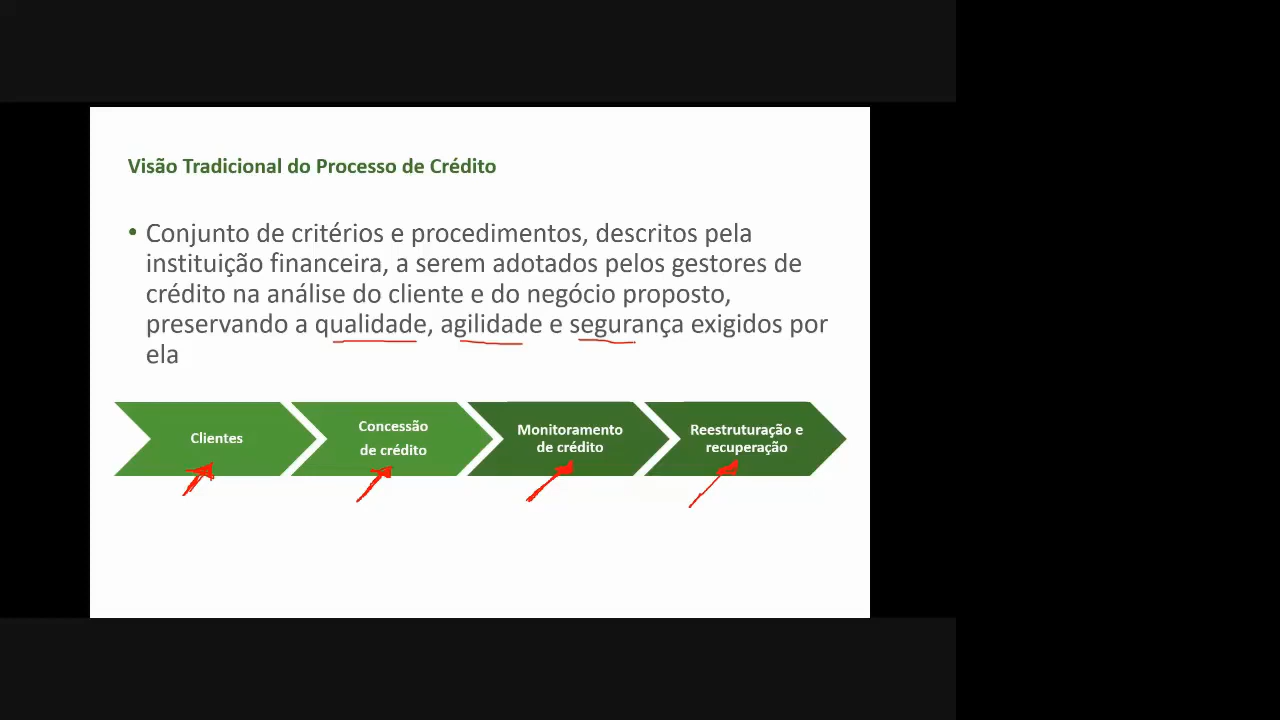 Visão Tradicional do Processo de Crédito
• Conjunto de critérios e procedimentos, descritos pela
instituição financeira, a serem adotados pelos gestores de
crédito na análise do cliente e do negócio proposto,
preservando a qualidade, agilidade e segurança exigidos por
ela
Clientes
Concessão
de crédito
Monitoramento
de crédito
Reestruturação e
recuperação